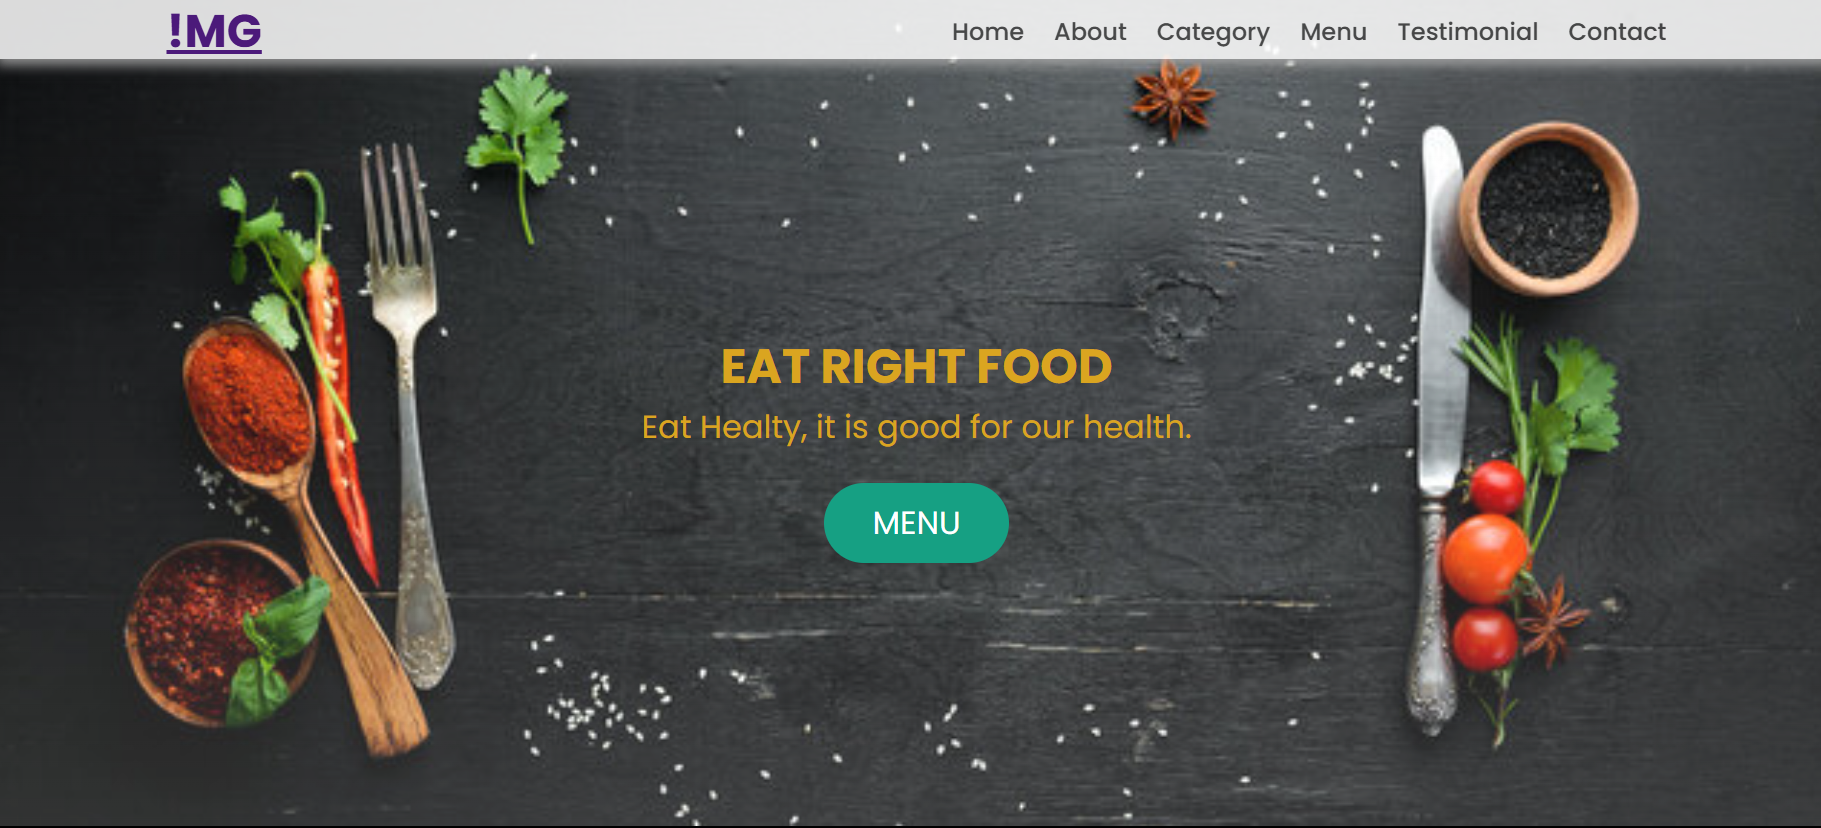 !MG
Home About Category Menu Testimonial Contact
EAT RIGHT FOOD
Eat Healty, it is good for our health.
MENU